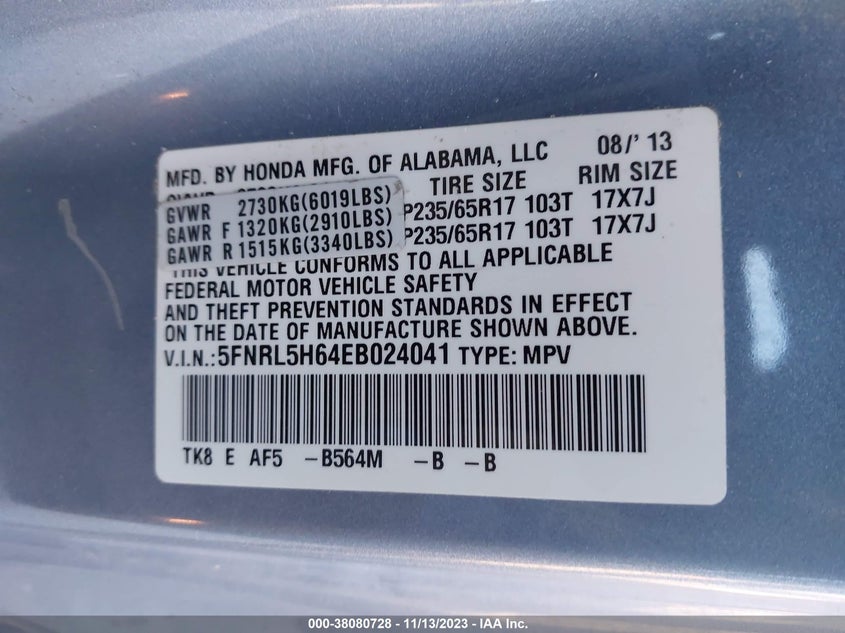 MFD. BY HONDA MFG. OF ALABAMA, LLC 08/' 13
TIRE SIZE RIM SIZE
GVWR 2730KG(6019LBS)
GAWR F 1320KG(2910LBS) P235/65R17 103T 17X7J
GAWR R 1515KG(3340LBS) P235/65R17 103T 17X7J
THIS VEHICLE CONFORMS TO ALL APPLICABLE
FEDERAL MOTOR VEHICLE SAFETY
AND THEFT PREVENTION STANDARDS IN EFFECT
ON THE DATE OF MANUFACTURE SHOWN ABOVE.
V.I.N.:5FNRL5H64EB024041 TYPE: MPV
TK8 E AF5 -B564M -B -B
000-38080728 - 11/13/2023 - IAA Inc.